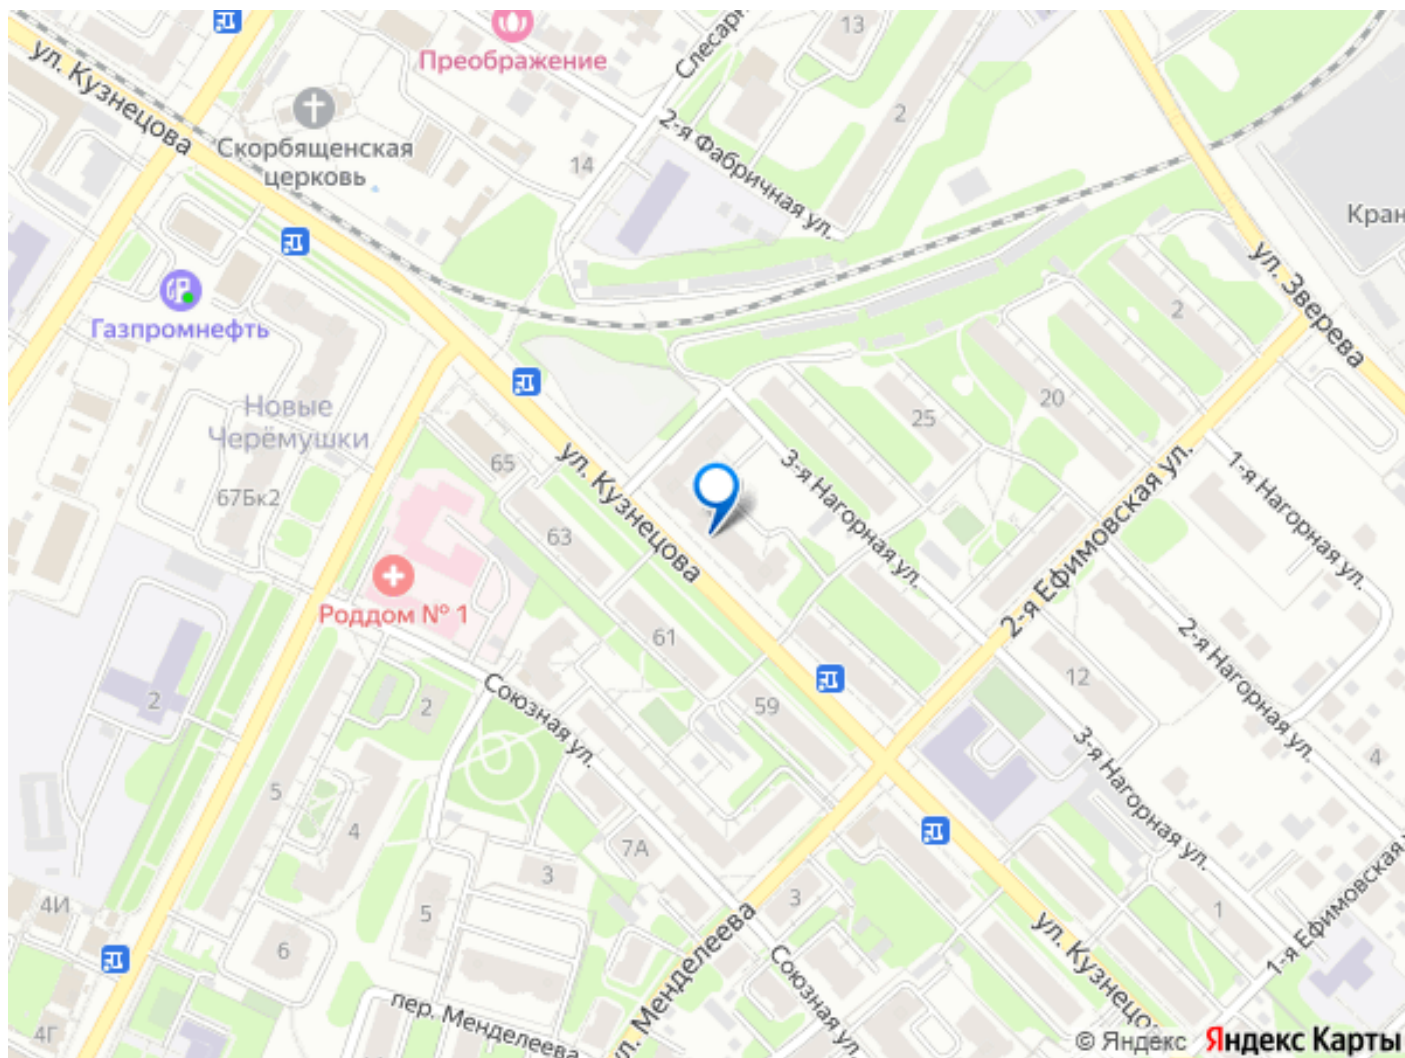 13
Преображение
Слесарн
ул. Кузнецова
2
2-я Фабричная ул.
Скорбященская
церковь
14
Кран
ул. Зверева
Газпромнефть
2
Новые
Черёмушки
20
25
65
ул. Кузнецова
3-я Нагорная ул.
1-я Нагорная ул.
67Бк2
63
2-я Ефимовская ул.
Роддом № 1
61
2-я Нагорная ул.
12
2
2
Союзная ул.
59
3-я Нагорная ул.
4
5
4
7А
3
4И
5
3
1
1-я Ефимовская у
6
ул. Менделеева
Союзная ул.
ул. Кузнецо
пер. Менделеева
4Г
© Яндекс Яндекс Карты